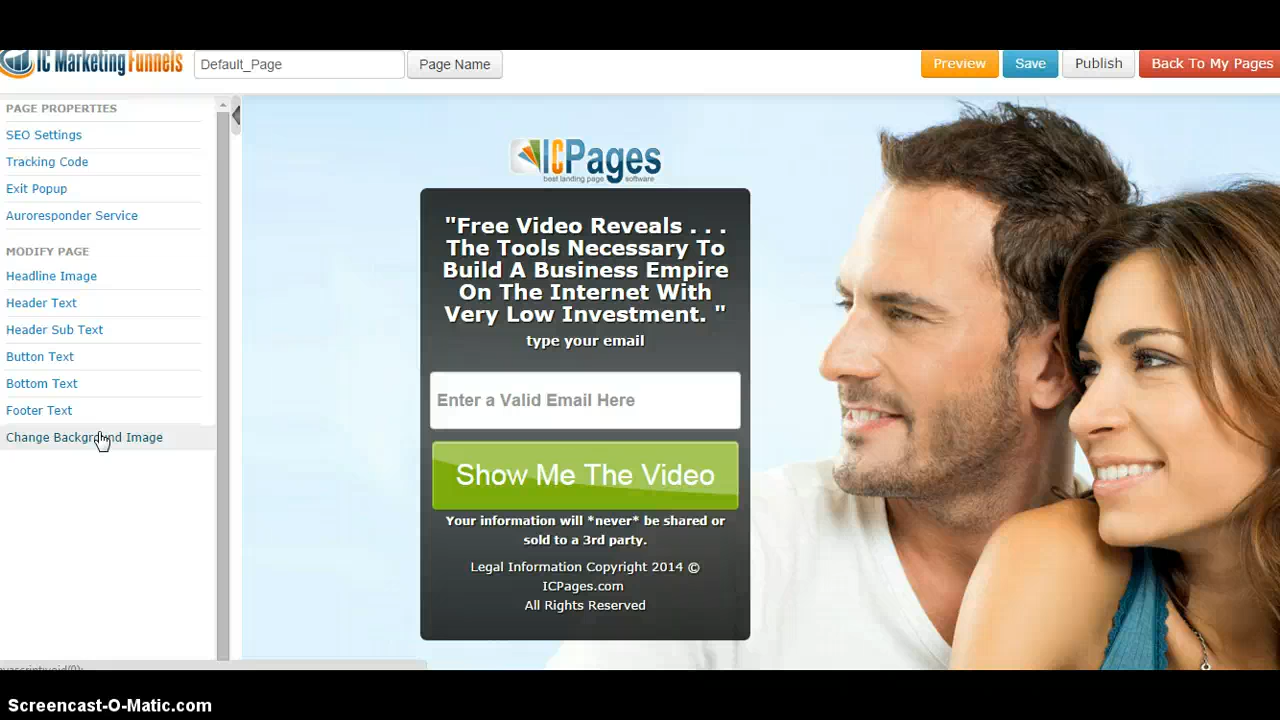 IC Marketing Funnels
Default_Page
Page Name
Preview
Save
Publish
Back To My Pages
PAGE PROPERTIES
SEO Settings
Tracking Code
Exit Popup
Auroresponder Service
MODIFY PAGE
Headline Image
Header Text
Header Sub Text
Button Text
Bottom Text
Footer Text
Change Background Image
ICPages
best landing page software
"Free Video Reveals . . .
The Tools Necessary To
Build A Business Empire
On The Internet With
Very Low Investment. "
type your email
Enter a Valid Email Here
Show Me The Video
Your information will *never* be shared or
sold to a 3rd party.
Legal Information Copyright 2014 ©
ICPages.com
All Rights Reserved
Screencast-O-Matic.com